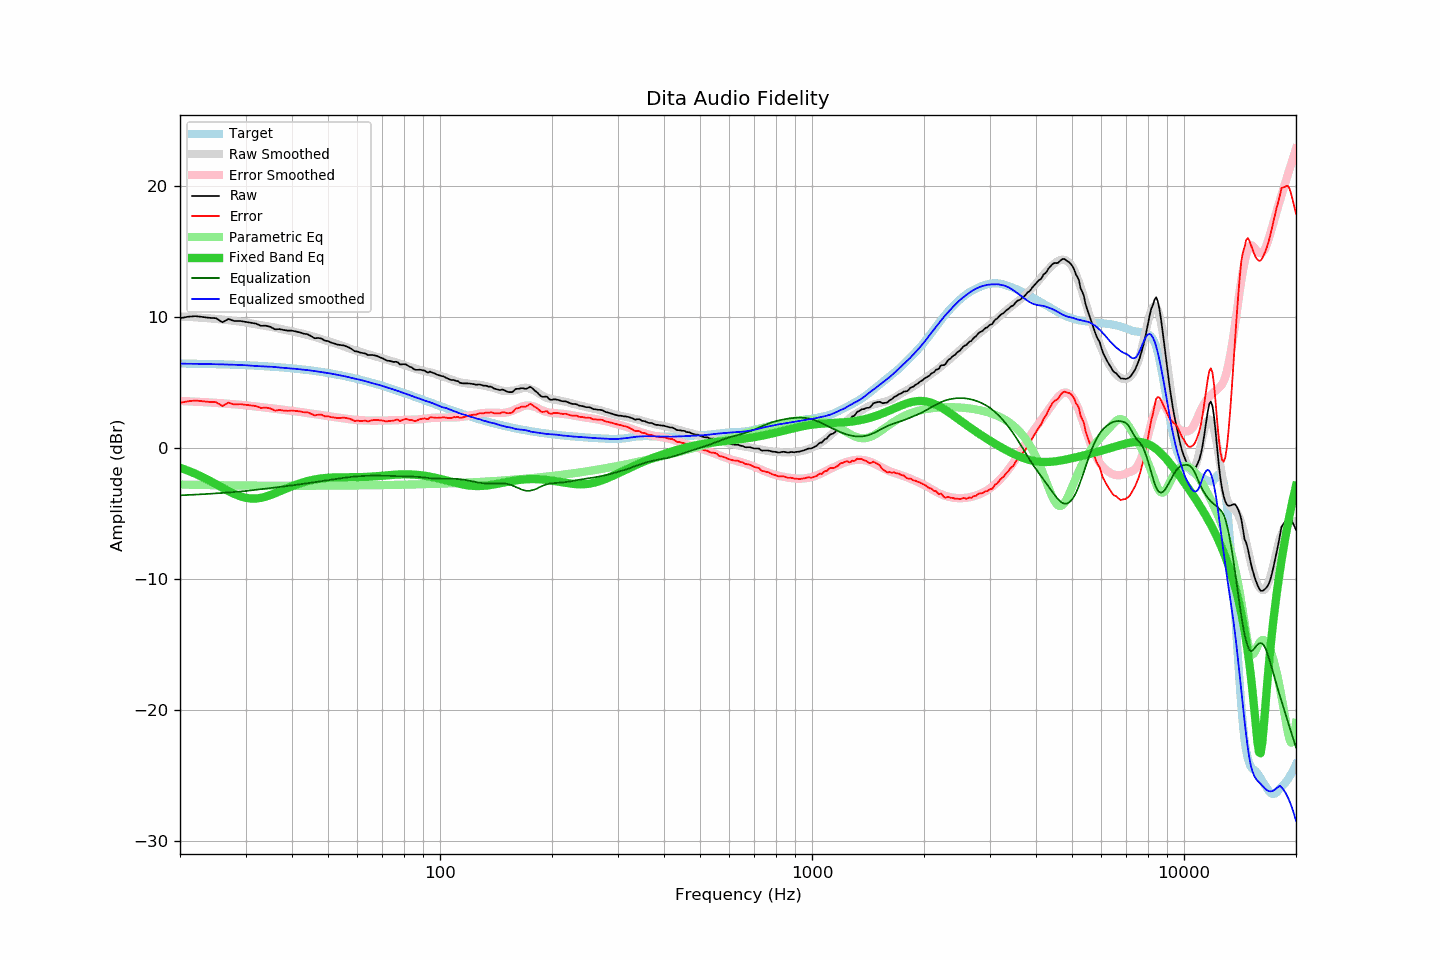 Dita Audio Fidelity
Target
Raw Smoothed
Error Smoothed
Raw
Error
Parametric Eq
Fixed Band Eq
Equalization
Equalized smoothed
20
10
0
−10
−20
−30
Amplitude (dBr)
100
1000
10000
Frequency (Hz)